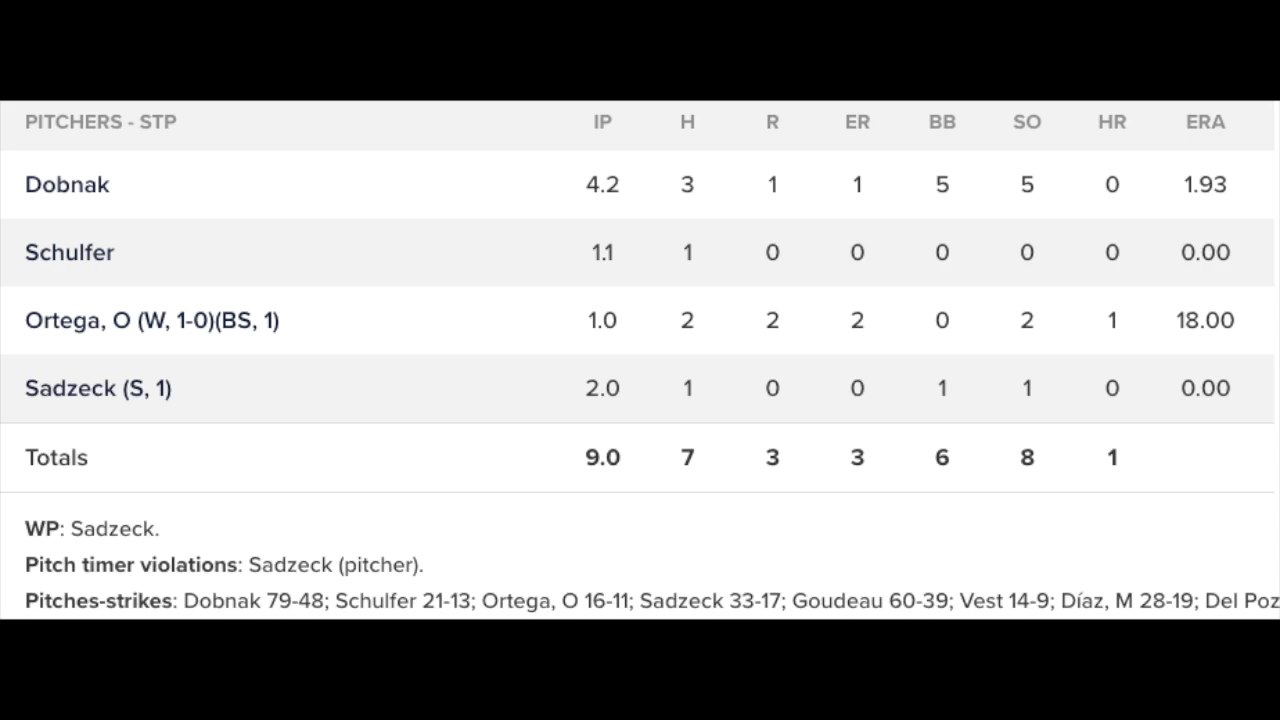 PITCHERS - STP IP H R ER BB SO HR ERA
Dobnak 4.2 3 1 1 5 5 0 1.93
Schulfer 1.1 1 0 0 0 0 0 0.00
Ortega, O (W, 1-0)(BS, 1) 1.0 2 2 2 0 2 1 18.00
Sadzeck (S, 1) 2.0 1 0 0 1 1 0 0.00
Totals 9.0 7 3 3 6 8 1
WP: Sadzeck.
Pitch timer violations: Sadzeck (pitcher).
Pitches-strikes: Dobnak 79-48; Schulfer 21-13; Ortega, O 16-11; Sadzeck 33-17; Goudeau 60-39; Vest 14-9; Díaz, M 28-19; Del Poz